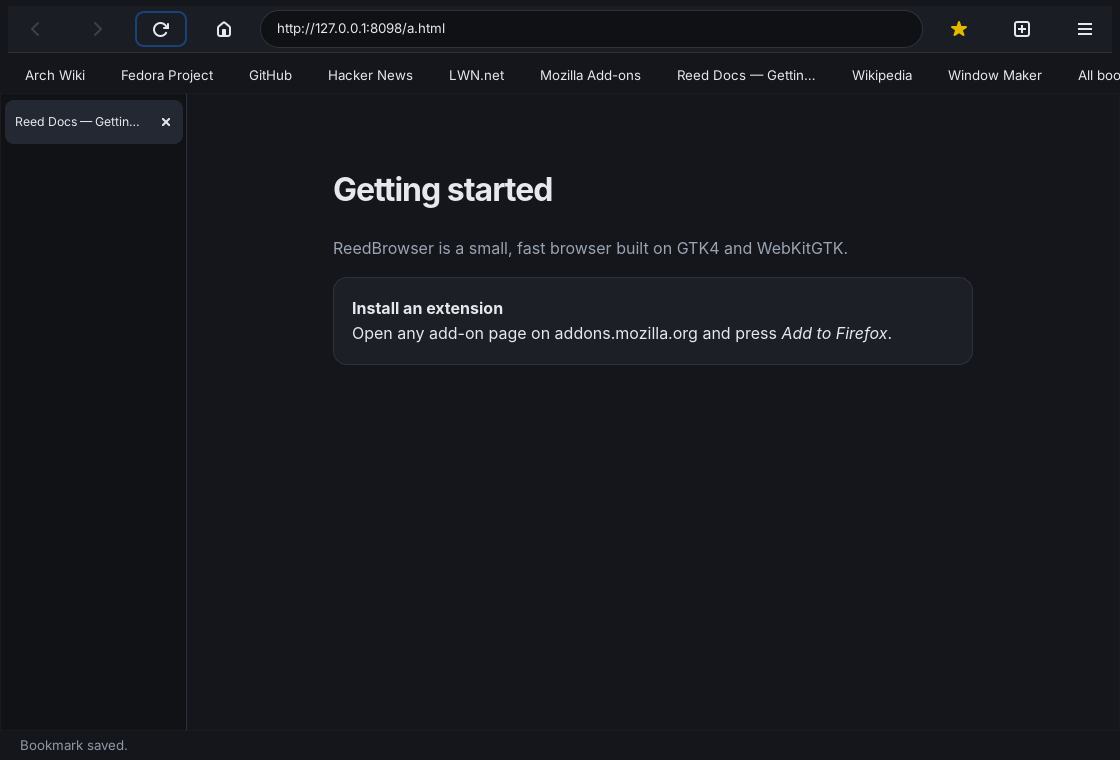 http://127.0.0.1:8098/a.html
Arch Wiki Fedora Project GitHub Hacker News LWN.net Mozilla Add-ons Reed Docs — Gettin... Wikipedia Window Maker All boo
Reed Docs — Gettin...
Getting started
ReedBrowser is a small, fast browser built on GTK4 and WebKitGTK.
Install an extension
Open any add-on page on addons.mozilla.org and press Add to Firefox.
Bookmark saved.